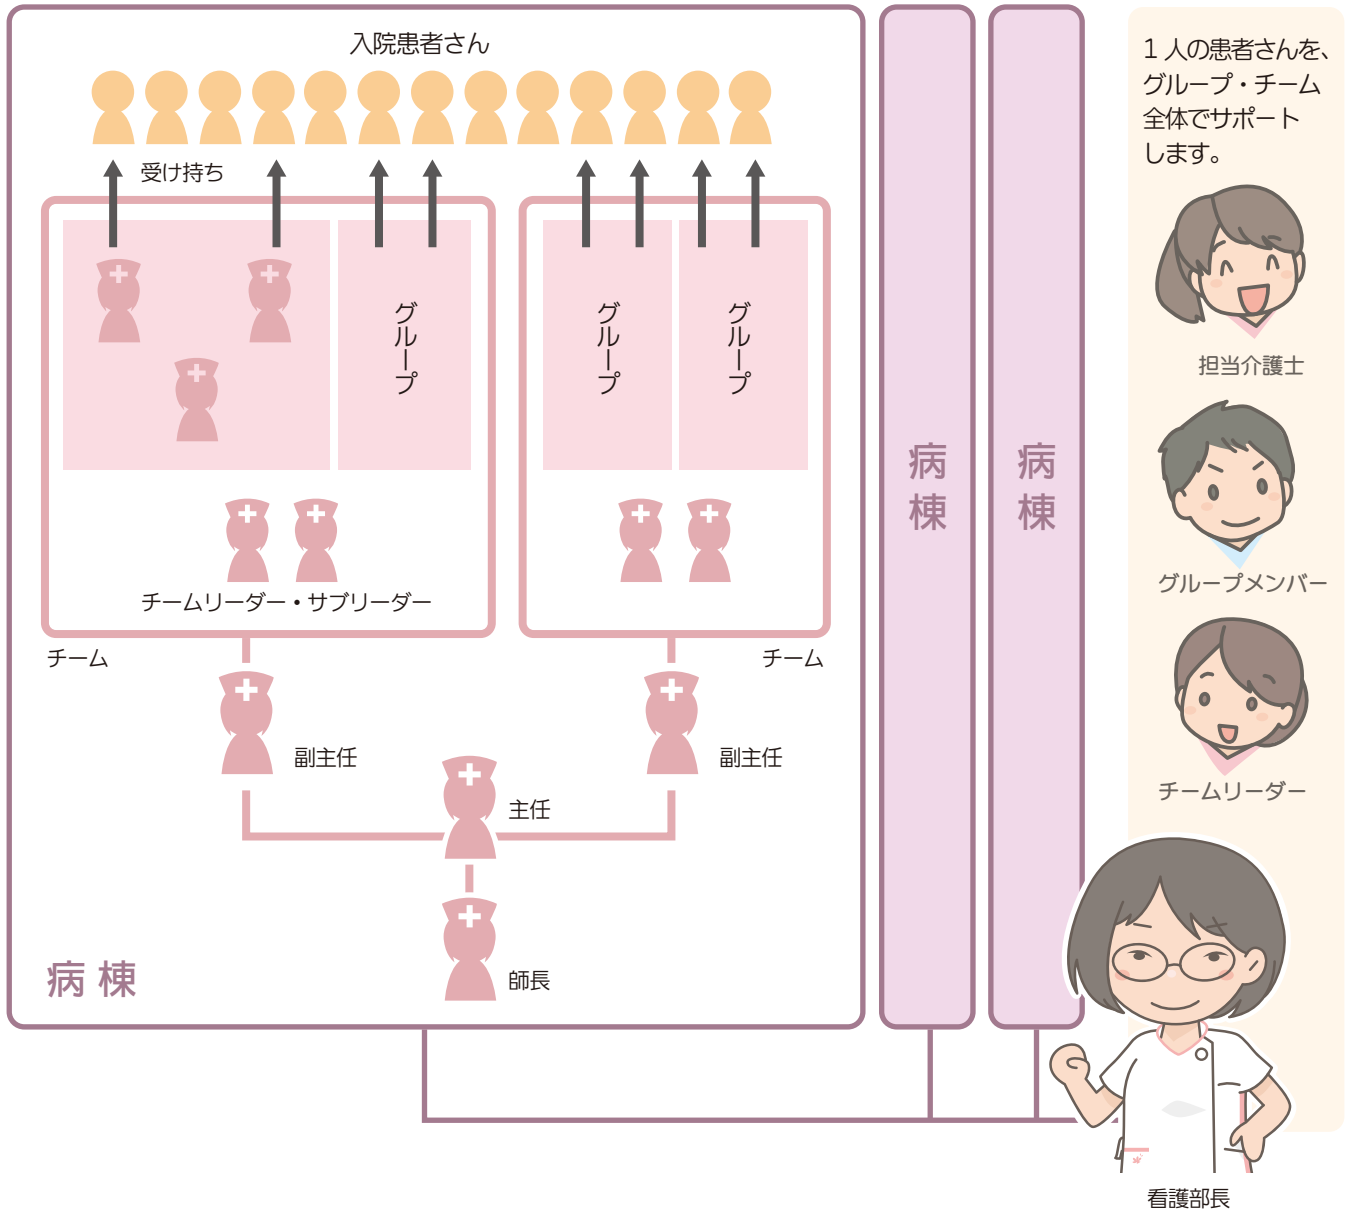 入院患者さん
受け持ち
グループ
グループ
グループ
チームリーダー・サブリーダー
チーム
チーム
副主任
副主任
主任
師長
病棟
病棟
病棟
1人の患者さんを、
グループ・チーム
全体でサポート
します。
担当介護士
グループメンバー
チームリーダー
看護部長